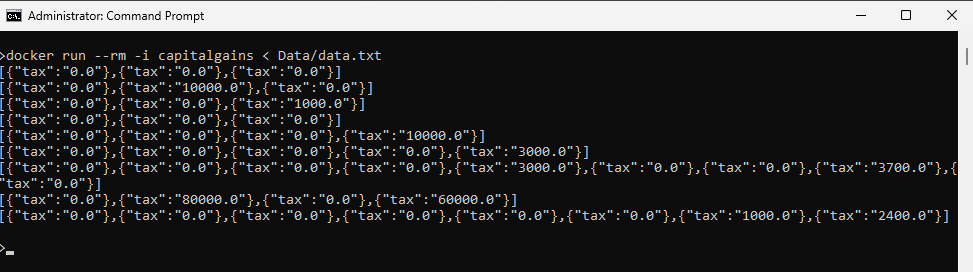 Administrator: Command Prompt
>docker run --rm -i capitalgains < Data/data.txt
[{"tax":"0.0"},{"tax":"0.0"},{"tax":"0.0"}]
[{"tax":"0.0"},{"tax":"10000.0"},{"tax":"0.0"}]
[{"tax":"0.0"},{"tax":"0.0"},{"tax":"1000.0"}]
[{"tax":"0.0"},{"tax":"0.0"},{"tax":"0.0"}]
[{"tax":"0.0"},{"tax":"0.0"},{"tax":"0.0"},{"tax":"10000.0"}]
[{"tax":"0.0"},{"tax":"0.0"},{"tax":"0.0"},{"tax":"0.0"},{"tax":"3000.0"}]
[{"tax":"0.0"},{"tax":"0.0"},{"tax":"0.0"},{"tax":"0.0"},{"tax":"3000.0"},{"tax":"0.0"},{"tax":"0.0"},{"tax":"3700.0"},{
"tax":"0.0"}]
[{"tax":"0.0"},{"tax":"80000.0"},{"tax":"0.0"},{"tax":"60000.0"}]
[{"tax":"0.0"},{"tax":"0.0"},{"tax":"0.0"},{"tax":"0.0"},{"tax":"0.0"},{"tax":"0.0"},{"tax":"1000.0"},{"tax":"2400.0"}]
>